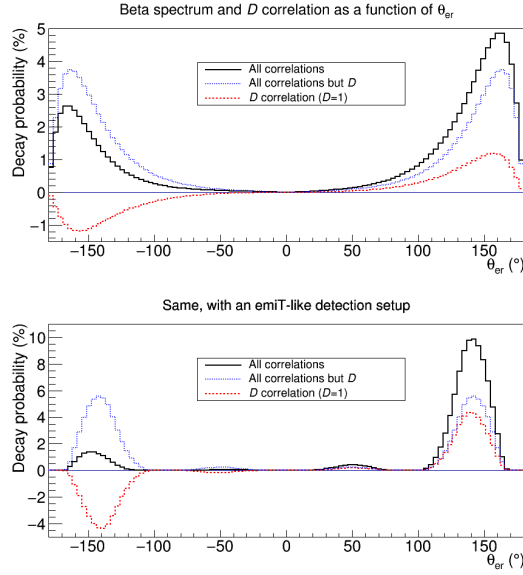 Beta spectrum and D correlation as a function of θer
Decay probability (%)
5
4
3
2
1
0
−1
All correlations
All correlations but D
D correlation (D=1)
−150 −100 −50 0 50 100 150
θer (°)
Same, with an emiT-like detection setup
Decay probability (%)
10
8
6
4
2
0
−2
−4
All correlations
All correlations but D
D correlation (D=1)
−150 −100 −50 0 50 100 150
θer (°)